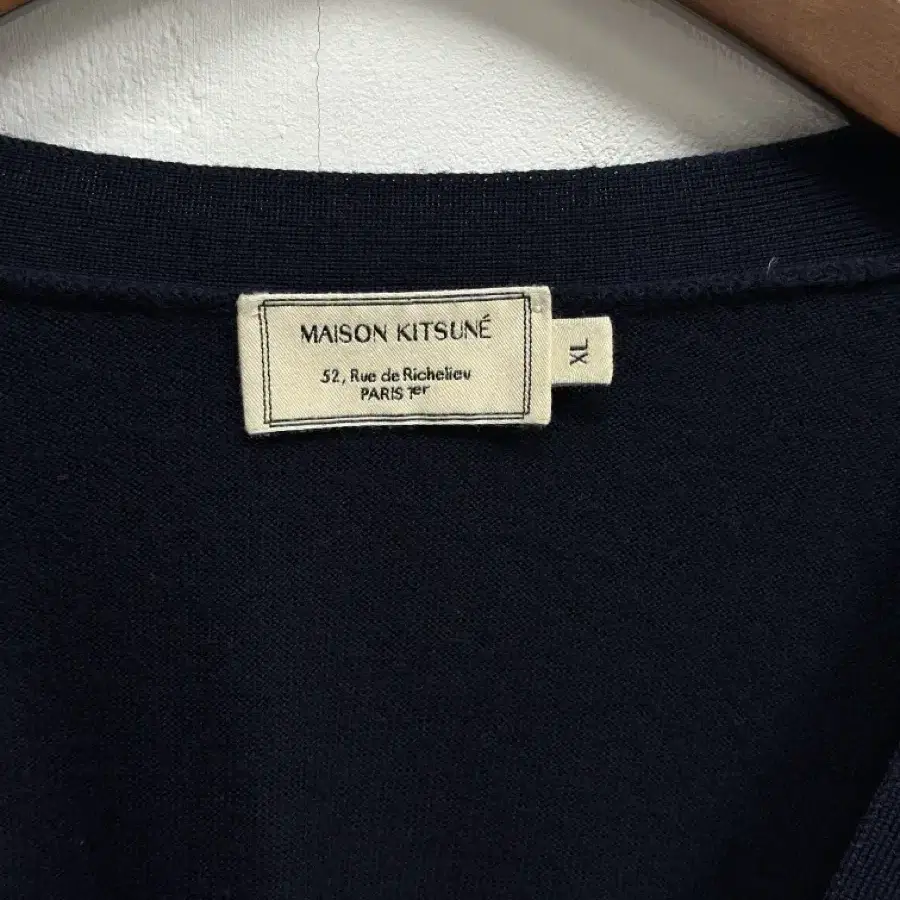 MAISON KITSUNÉ
52, Rue de Richelieu
PARIS 1er
XL